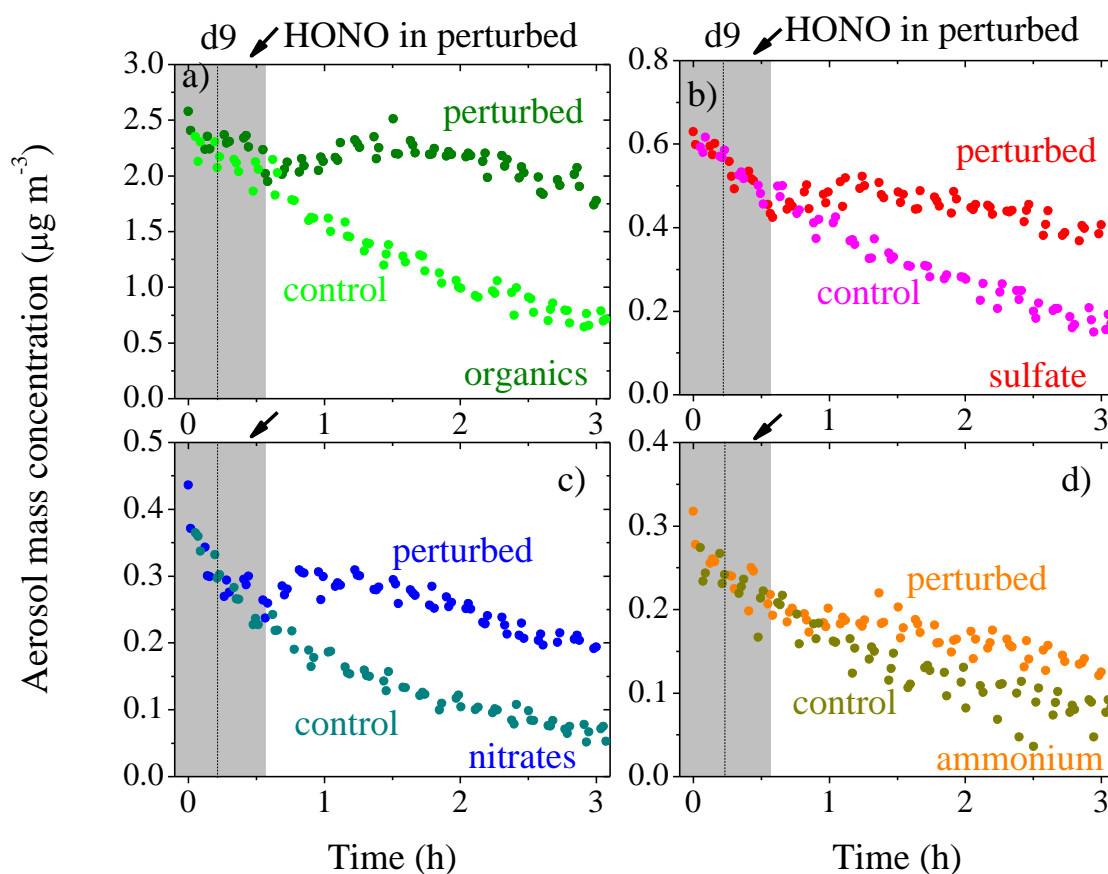 d9 HONO in perturbed
d9 HONO in perturbed
Aerosol mass concentration (µg m⁻³)
a)
3.0
2.5
2.0
1.5
1.0
0.5
0.0
perturbed
control
organics
0 1 2 3
b)
0.8
0.6
0.4
0.2
0.0
perturbed
control
sulfate
0 1 2 3
c)
0.5
0.4
0.3
0.2
0.1
0.0
perturbed
control
nitrates
0 1 2 3
Time (h)
d)
0.4
0.3
0.2
0.1
0.0
perturbed
control
ammonium
0 1 2 3
Time (h)